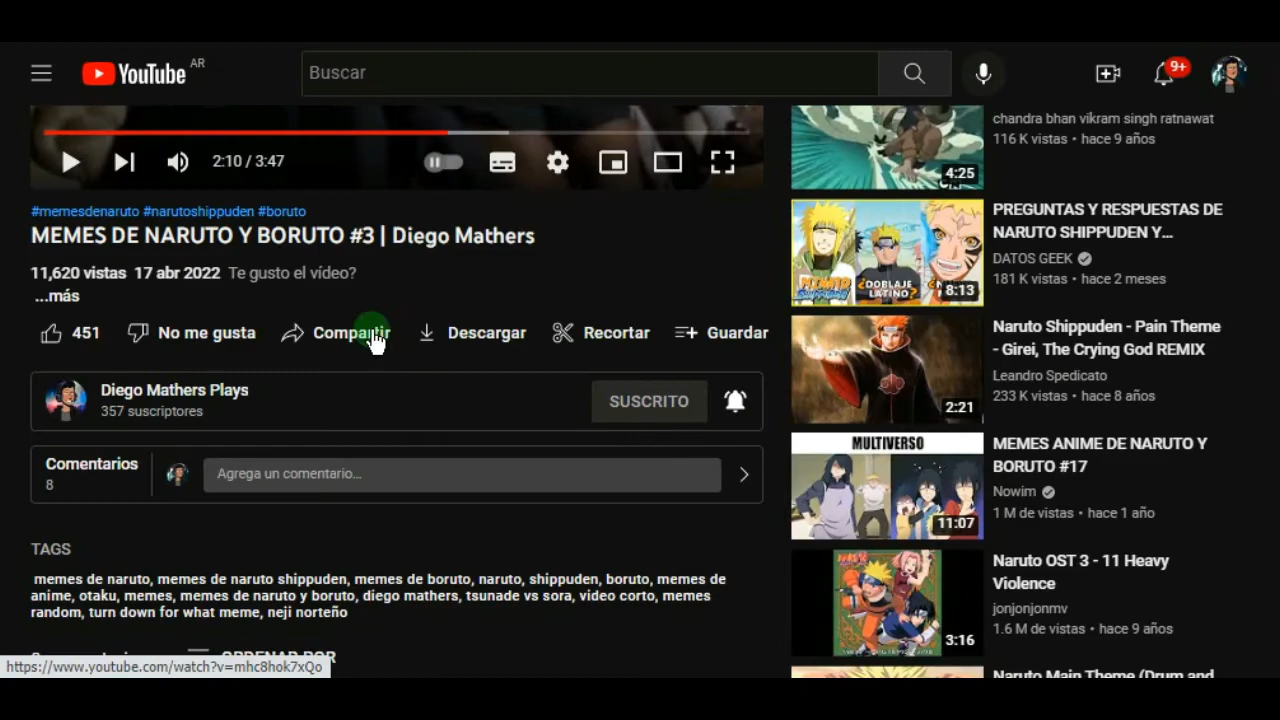 YouTube AR
Buscar
9+
2:10 / 3:47
#memesdenaruto #narutoshippuden #boruto
MEMES DE NARUTO Y BORUTO #3 | Diego Mathers
11,620 vistas 17 abr 2022 Te gusto el vídeo?
...más
451 No me gusta Compartir Descargar Recortar Guardar
Diego Mathers Plays
357 suscriptores
SUSCRITO
Comentarios
8
Agrega un comentario...
TAGS
memes de naruto, memes de naruto shippuden, memes de boruto, naruto, shippuden, boruto, memes de
anime, otaku, memes, memes de naruto y boruto, diego mathers, tsunade vs sora, video corto, memes
random, turn down for what meme, neji norteño
ORDENAR POR
https://www.youtube.com/watch?v=mhc8hok7xQo
chandra bhan vikram singh ratnawat
116 K vistas • hace 9 años
4:25
PREGUNTAS Y RESPUESTAS DE
NARUTO SHIPPUDEN Y...
DATOS GEEK
181 K vistas • hace 2 meses
¿DOBLAJE
LATINO?
8:13
Naruto Shippuden - Pain Theme
- Girei, The Crying God REMIX
Leandro Spedicato
233 K vistas • hace 8 años
2:21
MULTIVERSO
MEMES ANIME DE NARUTO Y
BORUTO #17
Nowim
1 M de vistas • hace 1 año
11:07
Naruto OST 3 - 11 Heavy
Violence
jonjonjonmv
1.6 M de vistas • hace 9 años
3:16
Naruto Main Theme (Drum and